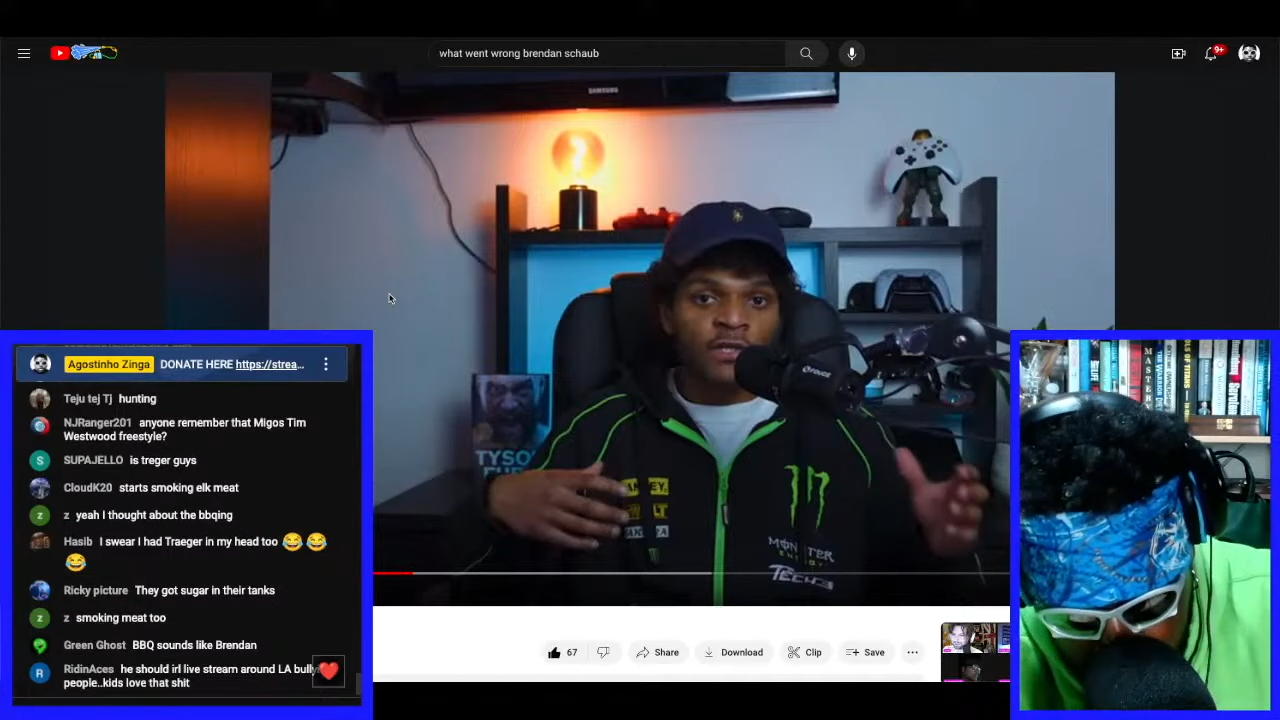 what went wrong brendan schaub
9+
SAMSUNG
TYSON
FURY
MONSTER
ENERGY
TECH3
Agostinho Zinga DONATE HERE https://strea...
Teju tej Tj hunting
NJRanger201 anyone remember that Migos Tim
Westwood freestyle?
S SUPAJELLO is treger guys
CloudK20 starts smoking elk meat
z z yeah I thought about the bbqing
Hasib I swear I had Traeger in my head too 😂 😂
😂
Ricky picture They got sugar in their tanks
z z smoking meat too
Green Ghost BBQ sounds like Brendan
R RidinAces he should irl live stream around LA bully
people..kids love that shit
67
Share
Download
Clip
Save